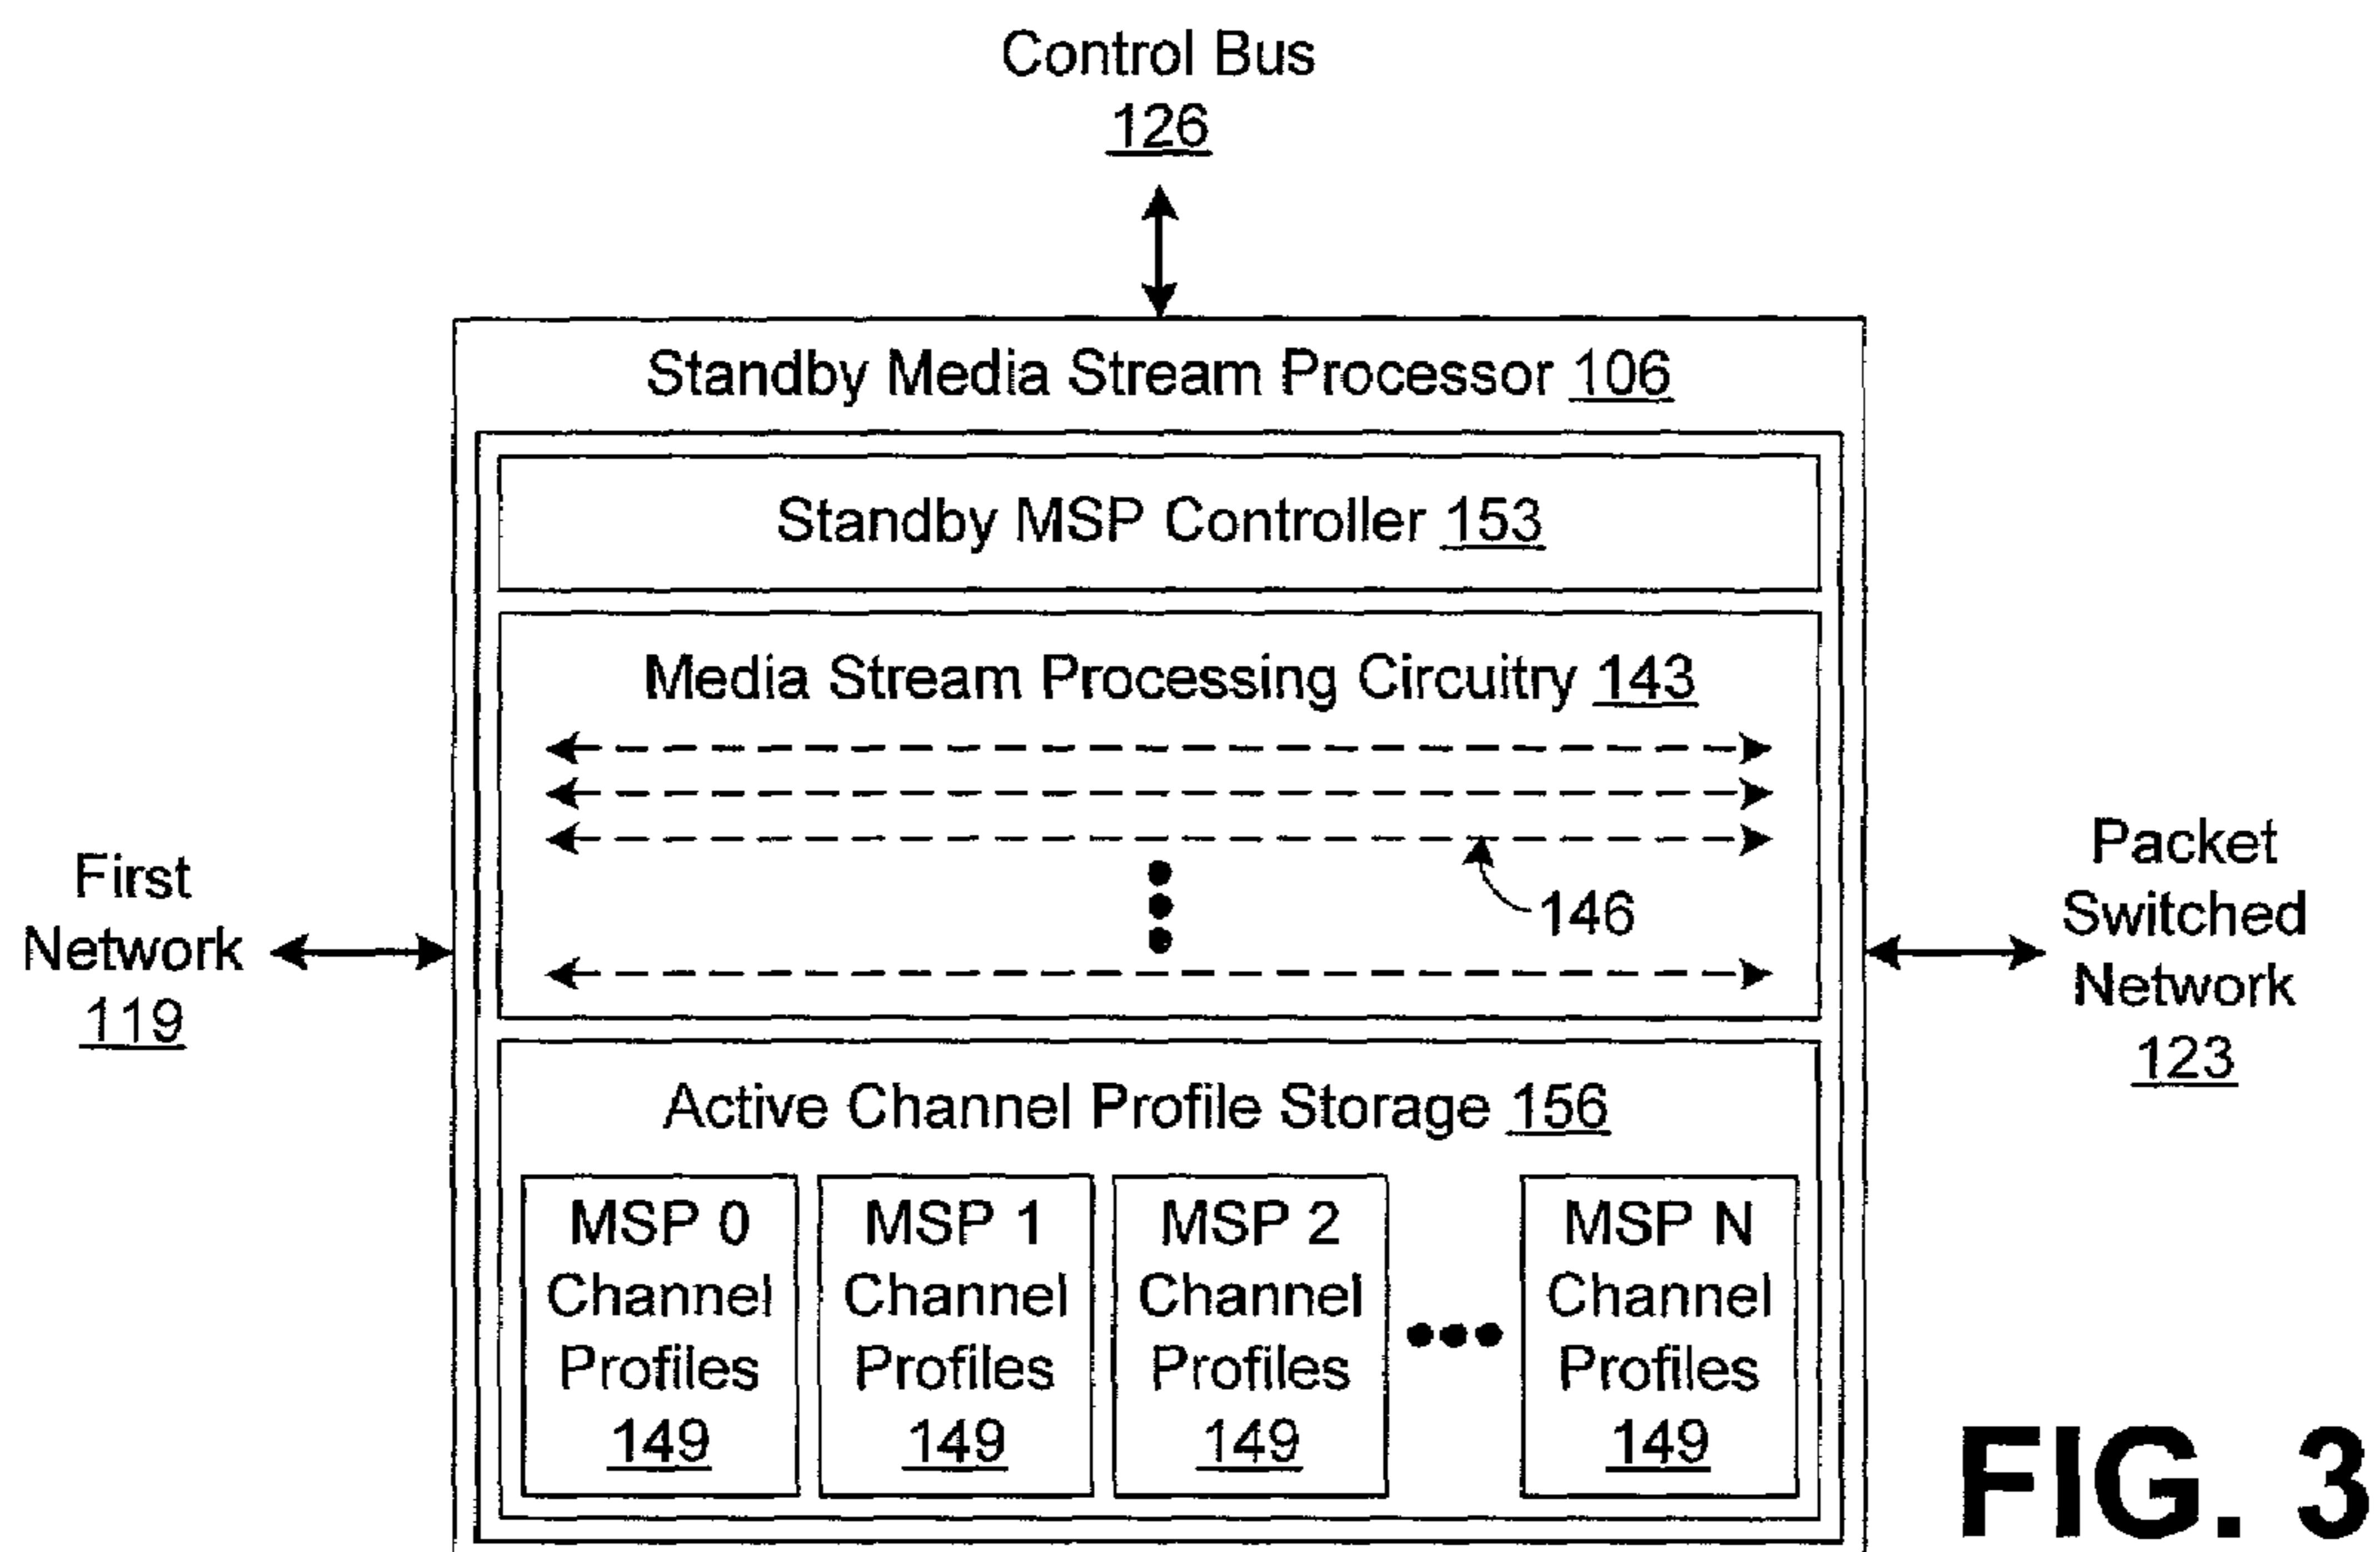 Control Bus
126
Standby Media Stream Processor 106
Standby MSP Controller 153
Media Stream Processing Circuitry 143
146
First
Network
119
Packet
Switched
Network
123
Active Channel Profile Storage 156
MSP 0
Channel
Profiles
149
MSP 1
Channel
Profiles
149
MSP 2
Channel
Profiles
149
MSP N
Channel
Profiles
149
FIG. 3